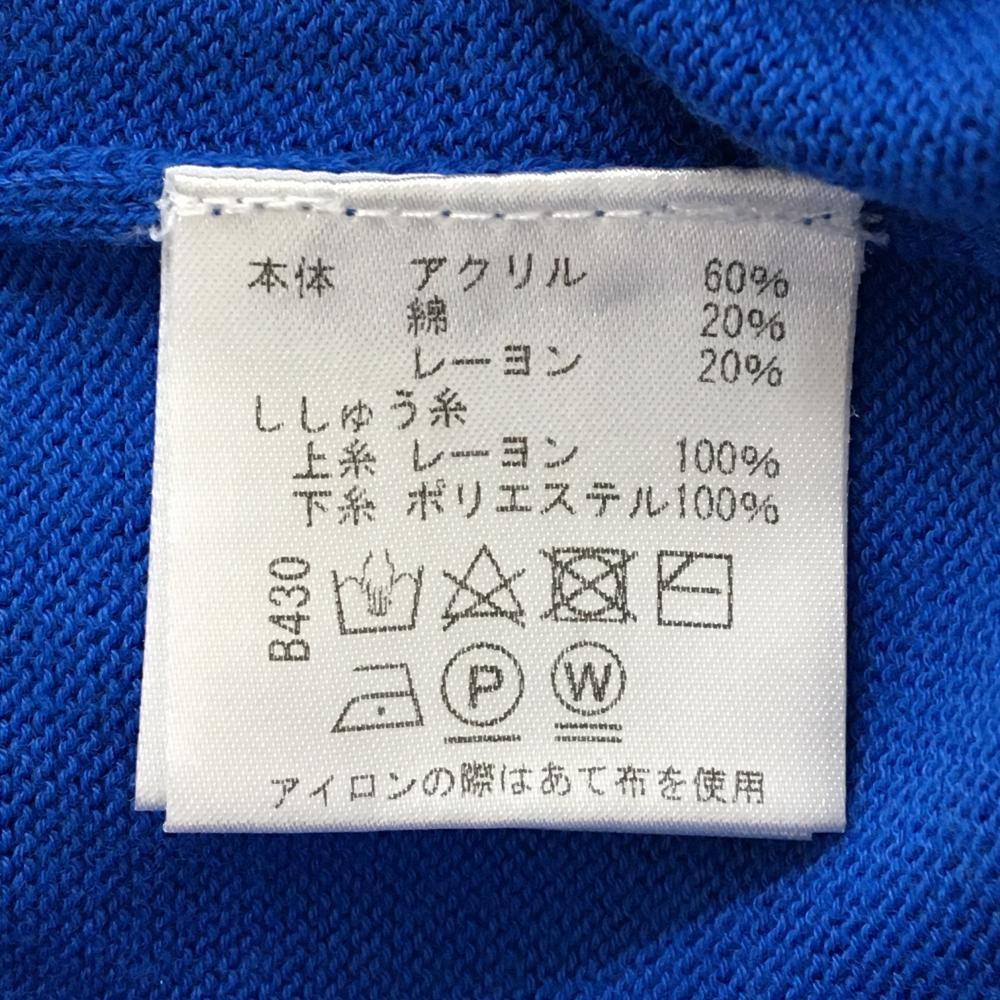 本体 アクリル 60%
綿 20%
レーヨン 20%
ししゅう糸
上糸 レーヨン 100%
下糸 ポリエステル100%
B430
P W
アイロンの際はあて布を使用